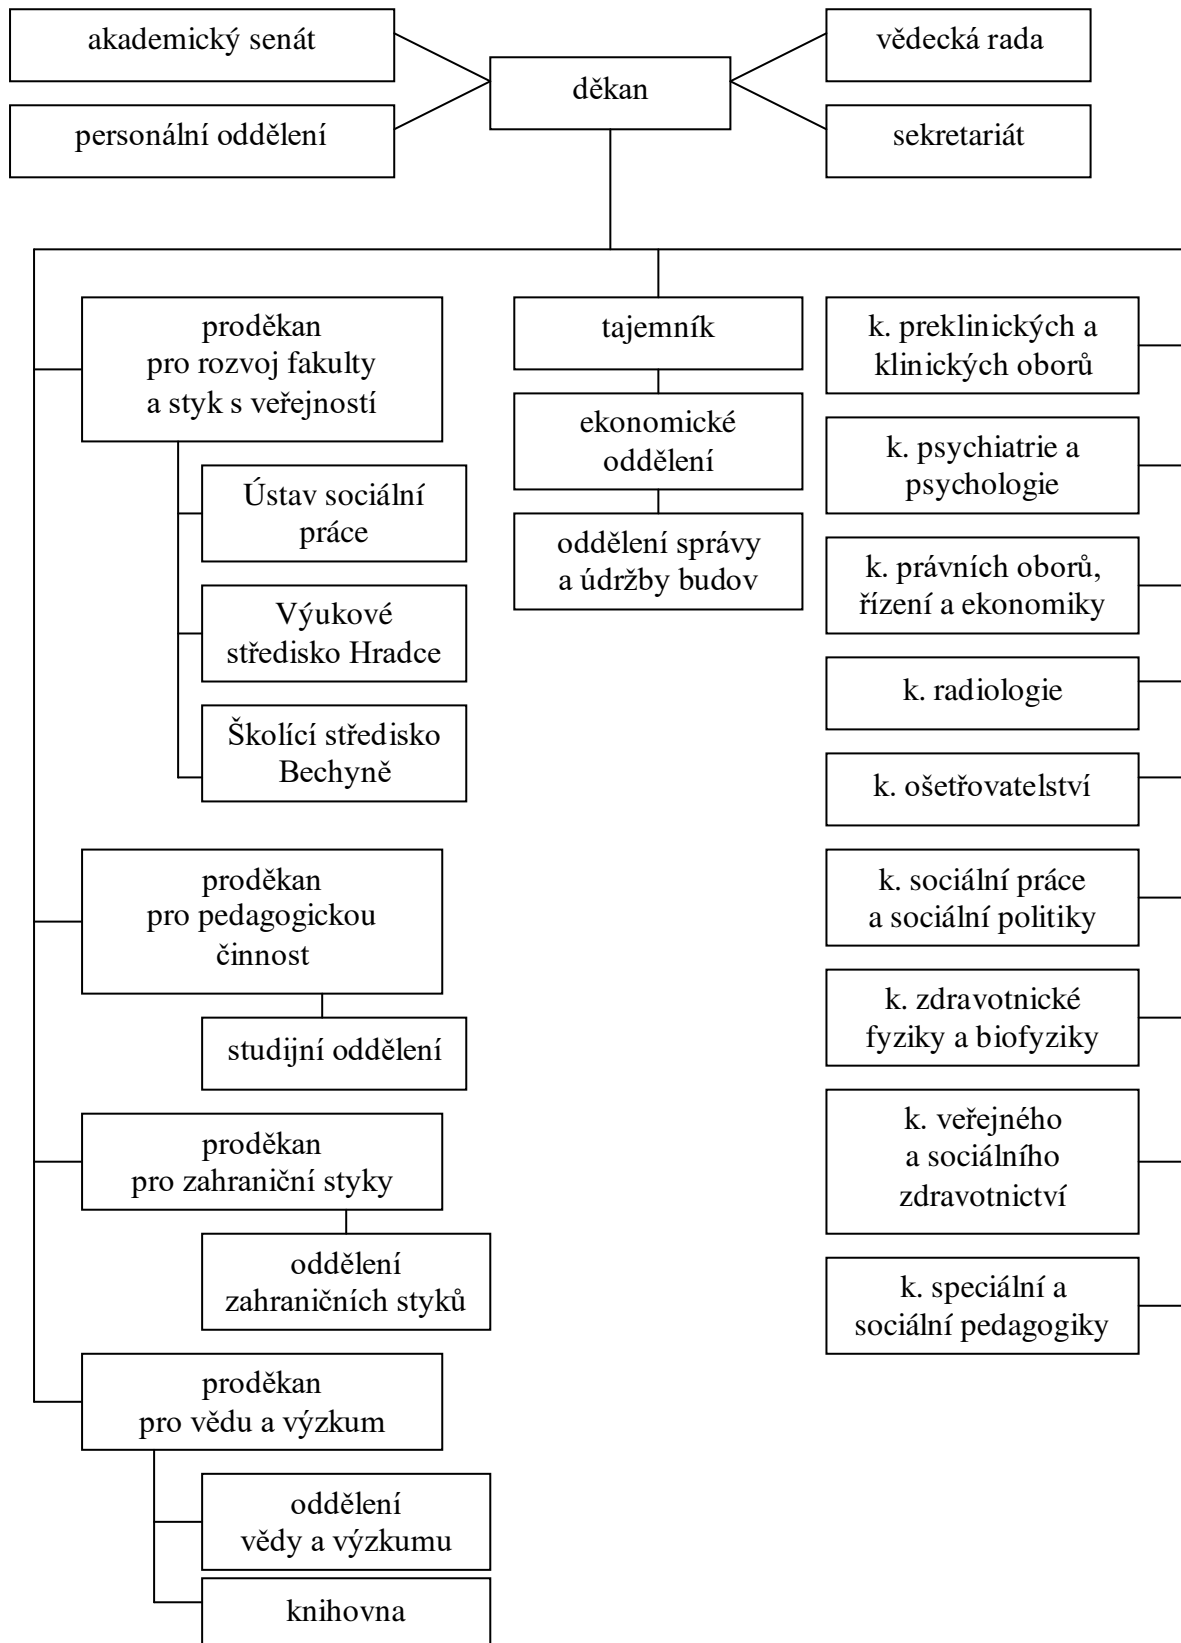 akademický senát
vědecká rada
děkan
personální oddělení
sekretariát
proděkan
pro rozvoj fakulty
a styk s veřejností
Ústav sociální
práce
Výukové
středisko Hradce
Školící středisko
Bechyně
proděkan
pro pedagogickou
činnost
studijní oddělení
proděkan
pro zahraniční styky
oddělení
zahraničních styků
proděkan
pro vědu a výzkum
oddělení
vědy a výzkumu
knihovna
tajemník
ekonomické
oddělení
oddělení správy
a údržby budov
k. preklinických a
klinických oborů
k. psychiatrie a
psychologie
k. právních oborů,
řízení a ekonomiky
k. radiologie
k. ošetřovatelství
k. sociální práce
a sociální politiky
k. zdravotnické
fyziky a biofyziky
k. veřejného
a sociálního
zdravotnictví
k. speciální a
sociální pedagogiky